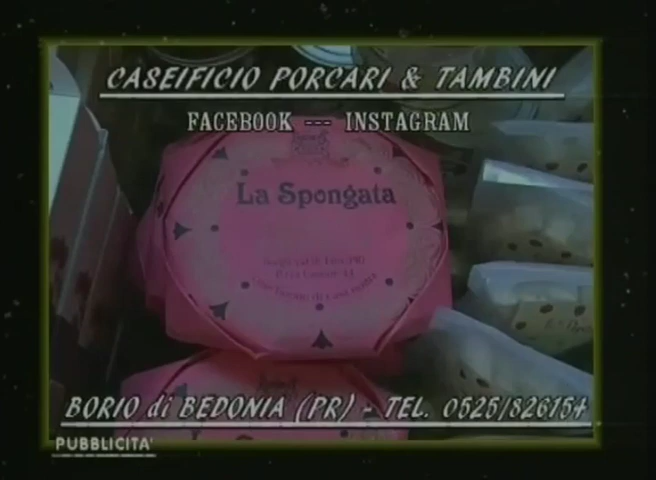 CASEIFICIO PORCARI & TAMBINI
FACEBOOK --- INSTAGRAM
La Spongata
BORIO di BEDONIA (PR) - TEL. 0525/826154
PUBBLICITA'